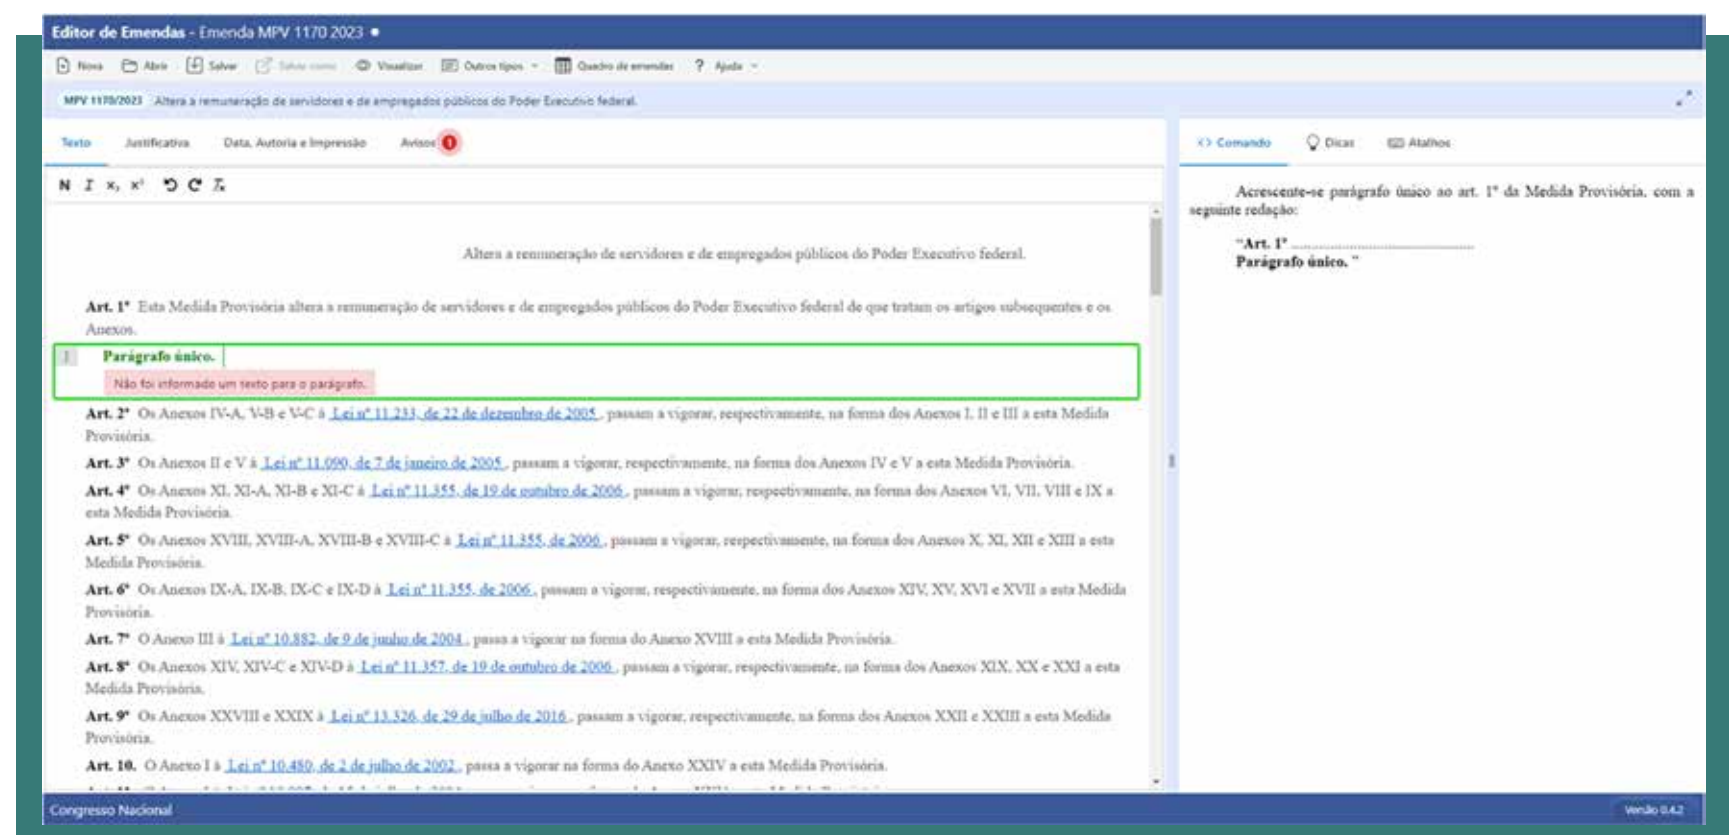 Editor de Emendas - Emenda MPV 1170 2023 ●
Nova Abrir Salvar Salvar como Visualizar Outros tipos Quadro de emendas ? Ajuda
MPV 1170/2023 Altera a remuneração de servidores e de empregados públicos do Poder Executivo federal.
Texto Justificativa Data, Autoria e Impressão Avisos 1
N I x₂ x²
Altera a remuneração de servidores e de empregados públicos do Poder Executivo federal.
Art. 1º Esta Medida Provisória altera a remuneração de servidores e de empregados públicos do Poder Executivo federal de que tratam os artigos subsequentes e os
Anexos.
Parágrafo único.
Não foi informado um texto para o parágrafo.
Art. 2º Os Anexos IV-A, V-B e V-C à Lei nº 11.233, de 22 de dezembro de 2005 , passam a vigorar, respectivamente, na forma dos Anexos I, II e III a esta Medida
Provisória.
Art. 3º Os Anexos II e V à Lei nº 11.090, de 7 de janeiro de 2005 , passam a vigorar, respectivamente, na forma dos Anexos IV e V a esta Medida Provisória.
Art. 4º Os Anexos XI, XI-A, XI-B e XI-C à Lei nº 11.355, de 19 de outubro de 2006 , passam a vigorar, respectivamente, na forma dos Anexos VI, VII, VIII e IX a
esta Medida Provisória.
Art. 5º Os Anexos XVIII, XVIII-A, XVIII-B e XVIII-C à Lei nº 11.355, de 2006 , passam a vigorar, respectivamente, na forma dos Anexos X, XI, XII e XIII a esta
Medida Provisória.
Art. 6º Os Anexos IX-A, IX-B, IX-C e IX-D à Lei nº 11.355, de 2006 , passam a vigorar, respectivamente, na forma dos Anexos XIV, XV, XVI e XVII a esta Medida
Provisória.
Art. 7º O Anexo III à Lei nº 10.882, de 9 de junho de 2004 , passa a vigorar na forma do Anexo XVIII a esta Medida Provisória.
Art. 8º Os Anexos XIV, XIV-C e XIV-D à Lei nº 11.357, de 19 de outubro de 2006 , passam a vigorar, respectivamente, na forma dos Anexos XIX, XX e XXI a esta
Medida Provisória.
Art. 9º Os Anexos XXVIII e XXIX à Lei nº 13.326, de 29 de julho de 2016 , passam a vigorar, respectivamente, na forma dos Anexos XXII e XXIII a esta Medida
Provisória.
Art. 10. O Anexo I à Lei nº 10.480, de 2 de julho de 2002 , passa a vigorar na forma do Anexo XXIV a esta Medida Provisória.
<> Comando Dicas Atalhos
Acrescente-se parágrafo único ao art. 1º da Medida Provisória, com a
seguinte redação:
“Art. 1º ................................................
Parágrafo único. ”
Congresso Nacional
Versão 0.4.2